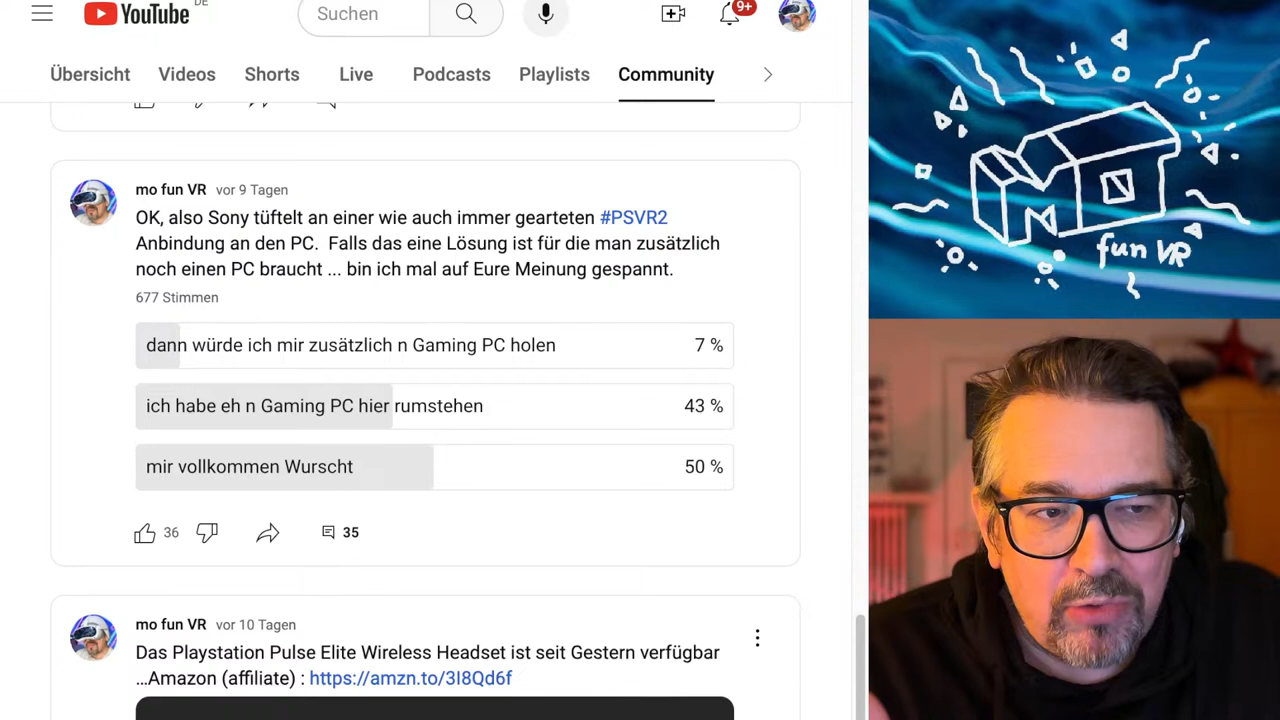 YouTube DE
Suchen
9+
Übersicht Videos Shorts Live Podcasts Playlists Community
mo fun VR vor 9 Tagen
OK, also Sony tüftelt an einer wie auch immer gearteten #PSVR2
Anbindung an den PC. Falls das eine Lösung ist für die man zusätzlich
noch einen PC braucht ... bin ich mal auf Eure Meinung gespannt.
677 Stimmen
dann würde ich mir zusätzlich n Gaming PC holen 7 %
ich habe eh n Gaming PC hier rumstehen 43 %
mir vollkommen Wurscht 50 %
36 35
mo fun VR vor 10 Tagen
Das Playstation Pulse Elite Wireless Headset ist seit Gestern verfügbar
...Amazon (affiliate) : https://amzn.to/3I8Qd6f
fun VR